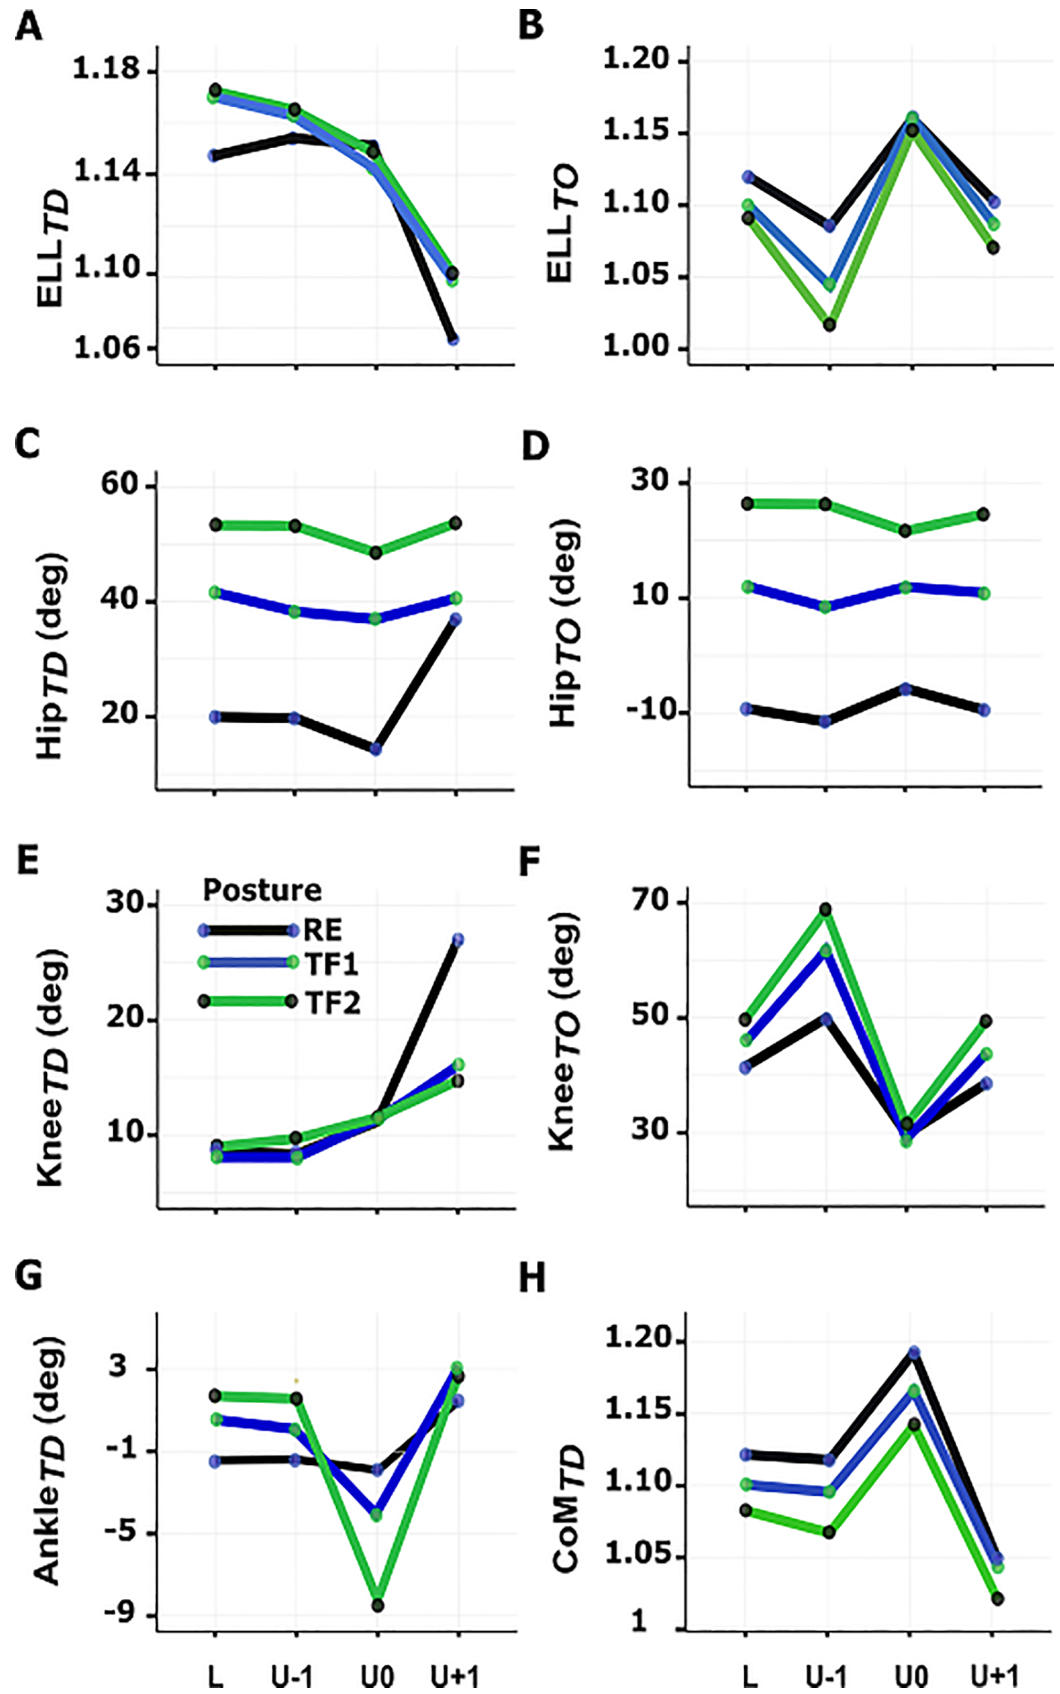 A
1.18
1.14
1.10
1.06
ELLTD
B
1.20
1.15
1.10
1.05
1.00
ELLTO
C
60
40
20
HipTD (deg)
D
30
10
-10
HipTO (deg)
E
30
20
10
KneeTD (deg)
Posture
RE
TF1
TF2
F
70
50
30
KneeTO (deg)
G
3
-1
-5
-9
AnkleTD (deg)
L U-1 U0 U+1
H
1.20
1.15
1.10
1.05
1
CoMTD
L U-1 U0 U+1